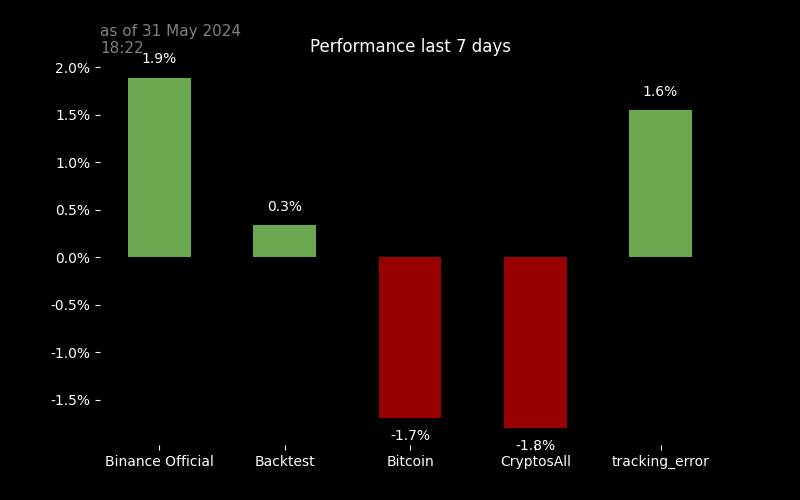 as of 31 May 2024
18:22
Performance last 7 days
2.0%
1.5%
1.0%
0.5%
0.0%
-0.5%
-1.0%
-1.5%
1.9%
0.3%
-1.7%
-1.8%
1.6%
Binance Official
Backtest
Bitcoin
CryptosAll
tracking_error